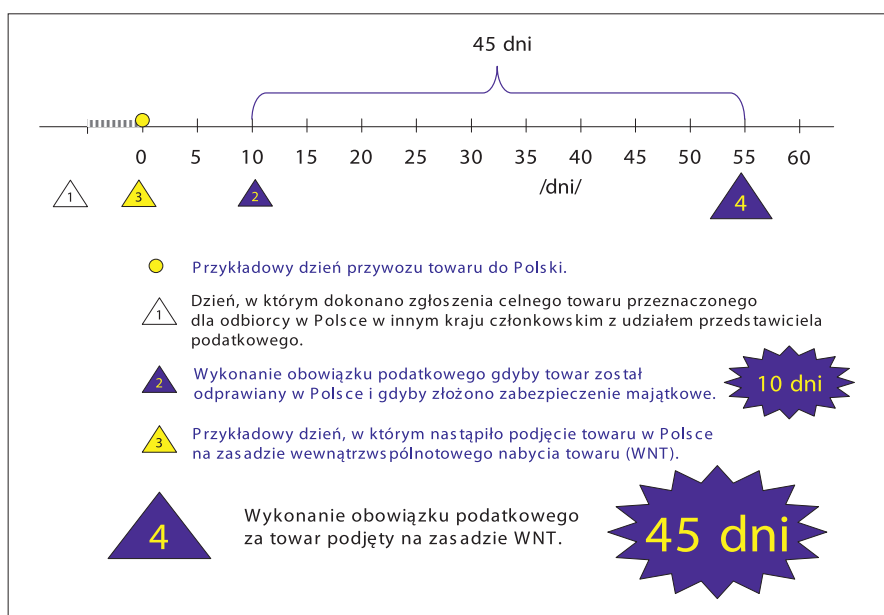 45 dni
0 5 10 15 20 25 30 35 40 45 50 55 60
/dni/
1 3 2 4
Przykładowy dzień przywozu towaru do Polski.
1
Dzień, w którym dokonano zgłoszenia celnego towaru przeznaczonego
dla odbiorcy w Polsce w innym kraju członkowskim z udziałem przedstawiciela
podatkowego.
2
Wykonanie obowiązku podatkowego gdyby towar został
odprawiany w Polsce i gdyby złożono zabezpieczenie majątkowe.
10 dni
3
Przykładowy dzień, w którym nastąpiło podjęcie towaru w Polsce
na zasadzie wewnątrzwspólnotowego nabycia towaru (WNT).
4
Wykonanie obowiązku podatkowego
za towar podjęty na zasadzie WNT.
45 dni